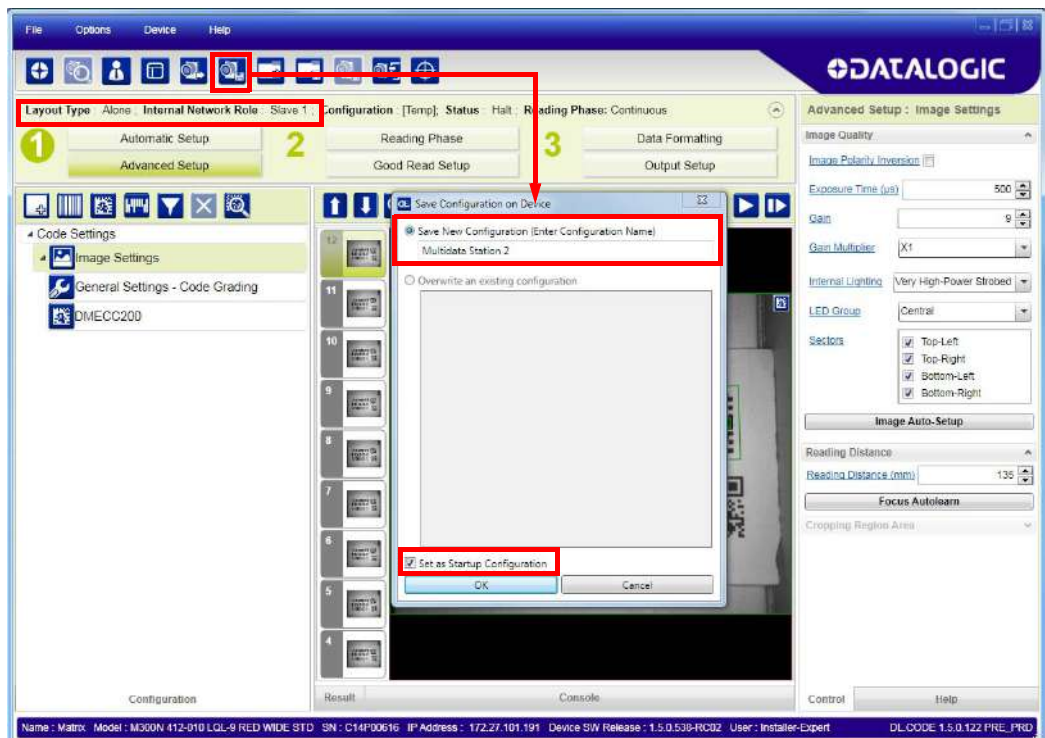 File Options Device Help
DATALOGIC
Layout Type : Alone ; Internal Network Role : Slave 1 ; Configuration : [Temp]; Status : Halt ; Reading Phase: Continuous
1 Automatic Setup
Advanced Setup
2 Reading Phase
Good Read Setup
3 Data Formatting
Output Setup
Code Settings
Image Settings
General Settings - Code Grading
DMECC200
Configuration
12
11
10
9
8
7
6
5
4
Save Configuration on Device
Save New Configuration (Enter Configuration Name)
Multidata Station 2
Overwrite an existing configuration
Set as Startup Configuration
OK Cancel
Result Console
Advanced Setup : Image Settings
Image Quality
Image Polarity Inversion
Exposure Time (µs) 500
Gain 9
Gain Multiplier X1
Internal Lighting Very High-Power Strobed
LED Group Central
Sectors Top-Left
Top-Right
Bottom-Left
Bottom-Right
Image Auto-Setup
Reading Distance
Reading Distance (mm) 135
Focus Autolearn
Cropping Region Area
Control Help
Name : Matrix Model : M300N 412-010 LQL-9 RED WIDE STD SN : C14P00616 IP Address : 172.27.101.191 Device SW Release : 1.5.0.538-RC02 User : Installer-Expert DL.CODE 1.5.0.122 PRE_PRD